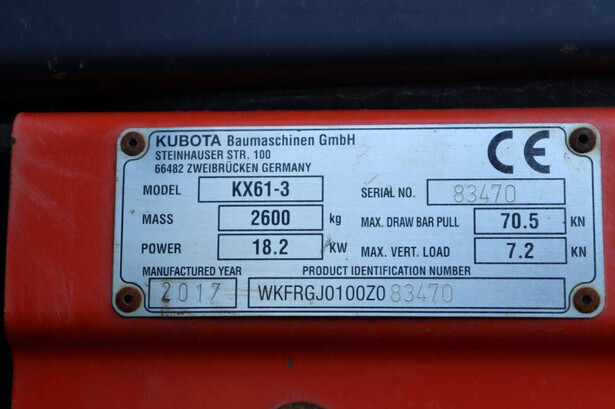 KUBOTA Baumaschinen GmbH
STEINHAUSER STR. 100
66482 ZWEIBRÜCKEN GERMANY
CE
MODEL KX61-3 SERIAL NO. 83470
MASS 2600 kg MAX. DRAW BAR PULL 70.5 KN
POWER 18.2 KW MAX. VERT. LOAD 7.2 KN
MANUFACTURED YEAR PRODUCT IDENTIFICATION NUMBER
2017 WKFRGJ0100Z083470